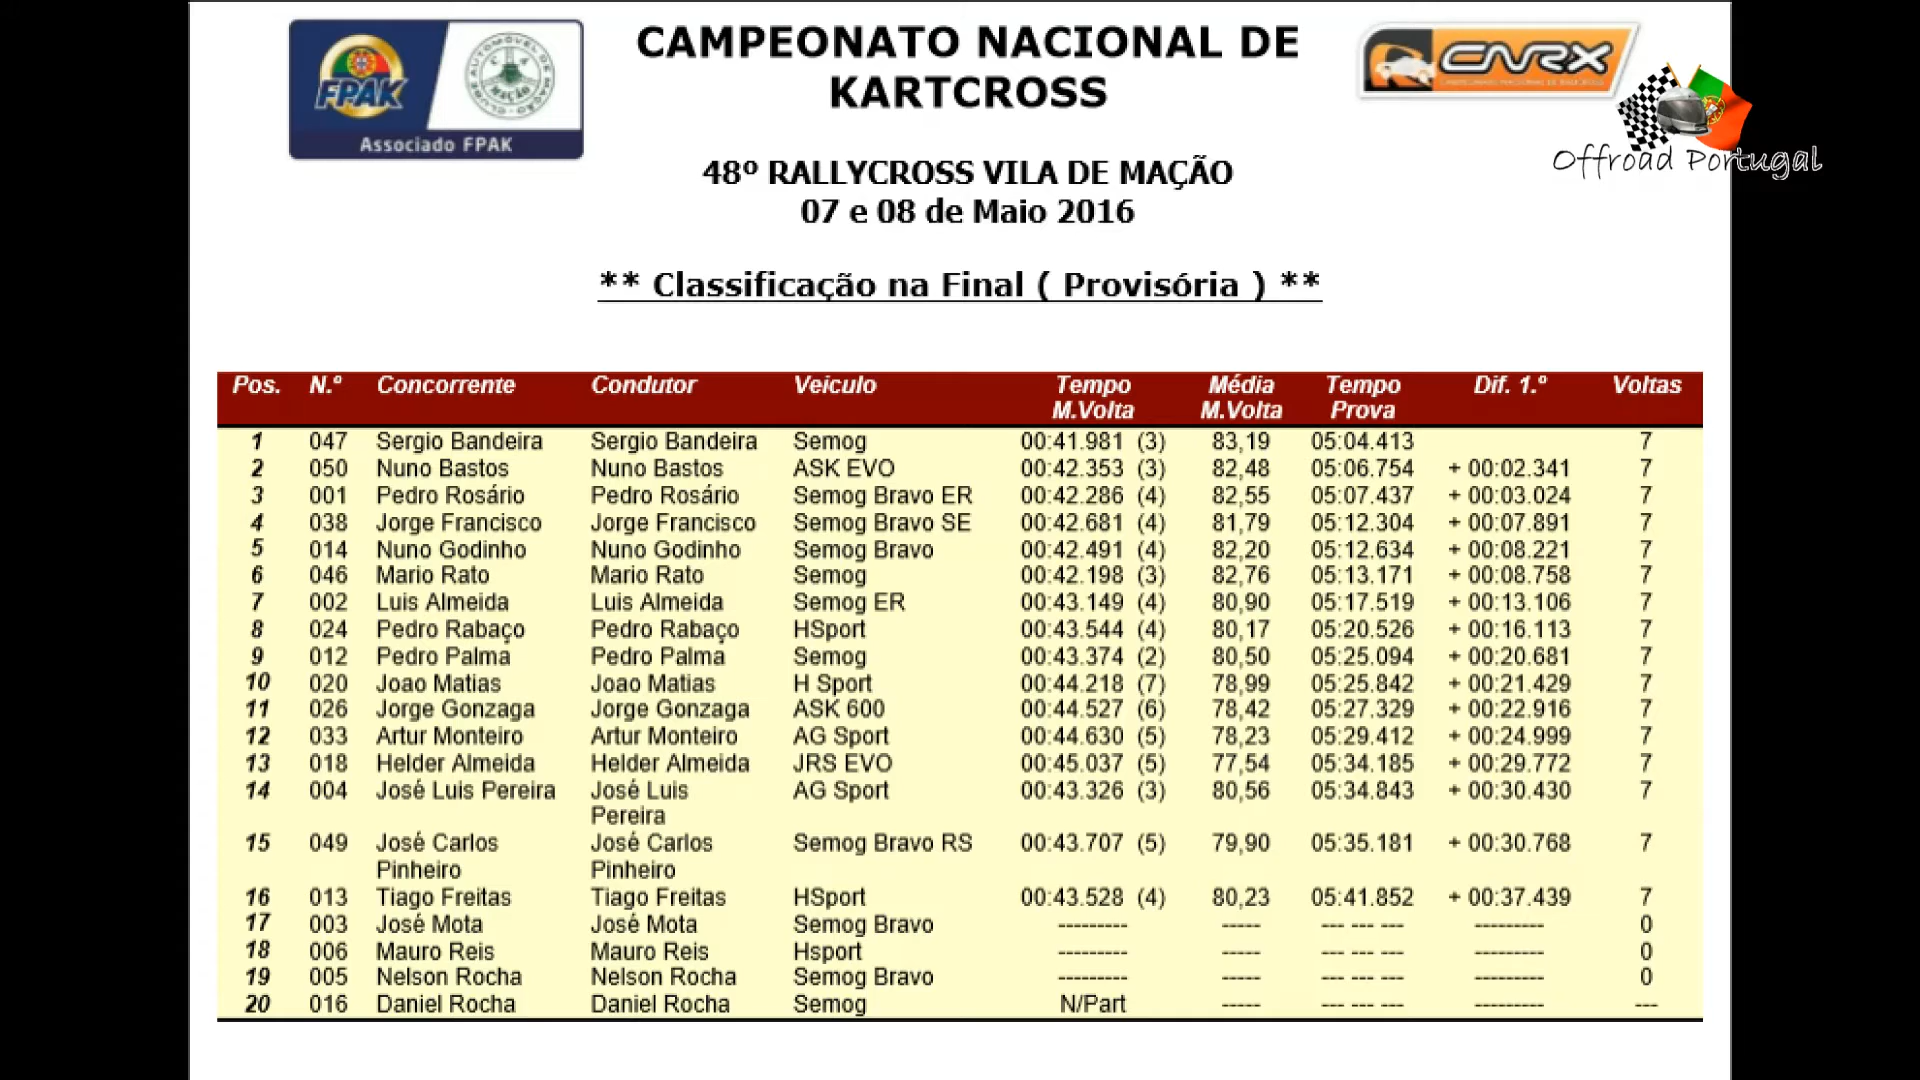 CAMPEONATO NACIONAL DE
KARTCROSS
FPAK
Associado FPAK
CNRX
Offroad Portugal
48º RALLYCROSS VILA DE MAÇÃO
07 e 08 de Maio 2016
** Classificação na Final ( Provisória ) **
Pos. N.º Concorrente Condutor Veiculo Tempo Média Tempo Dif. 1.º Voltas
M.Volta M.Volta Prova
1 047 Sergio Bandeira Sergio Bandeira Semog 00:41.981 (3) 83,19 05:04.413 7
2 050 Nuno Bastos Nuno Bastos ASK EVO 00:42.353 (3) 82,48 05:06.754 + 00:02.341 7
3 001 Pedro Rosário Pedro Rosário Semog Bravo ER 00:42.286 (4) 82,55 05:07.437 + 00:03.024 7
4 038 Jorge Francisco Jorge Francisco Semog Bravo SE 00:42.681 (4) 81,79 05:12.304 + 00:07.891 7
5 014 Nuno Godinho Nuno Godinho Semog Bravo 00:42.491 (4) 82,20 05:12.634 + 00:08.221 7
6 046 Mario Rato Mario Rato Semog 00:42.198 (3) 82,76 05:13.171 + 00:08.758 7
7 002 Luis Almeida Luis Almeida Semog ER 00:43.149 (4) 80,90 05:17.519 + 00:13.106 7
8 024 Pedro Rabaço Pedro Rabaço HSport 00:43.544 (4) 80,17 05:20.526 + 00:16.113 7
9 012 Pedro Palma Pedro Palma Semog 00:43.374 (2) 80,50 05:25.094 + 00:20.681 7
10 020 Joao Matias Joao Matias H Sport 00:44.218 (7) 78,99 05:25.842 + 00:21.429 7
11 026 Jorge Gonzaga Jorge Gonzaga ASK 600 00:44.527 (6) 78,42 05:27.329 + 00:22.916 7
12 033 Artur Monteiro Artur Monteiro AG Sport 00:44.630 (5) 78,23 05:29.412 + 00:24.999 7
13 018 Helder Almeida Helder Almeida JRS EVO 00:45.037 (5) 77,54 05:34.185 + 00:29.772 7
14 004 José Luis Pereira José Luis AG Sport 00:43.326 (3) 80,56 05:34.843 + 00:30.430 7
Pereira
15 049 José Carlos José Carlos Semog Bravo RS 00:43.707 (5) 79,90 05:35.181 + 00:30.768 7
Pinheiro Pinheiro
16 013 Tiago Freitas Tiago Freitas HSport 00:43.528 (4) 80,23 05:41.852 + 00:37.439 7
17 003 José Mota José Mota Semog Bravo --------- ----- --- --- --- --------- 0
18 006 Mauro Reis Mauro Reis Hsport --------- ----- --- --- --- --------- 0
19 005 Nelson Rocha Nelson Rocha Semog Bravo --------- ----- --- --- --- --------- 0
20 016 Daniel Rocha Daniel Rocha Semog N/Part ----- --- --- --- --------- ---